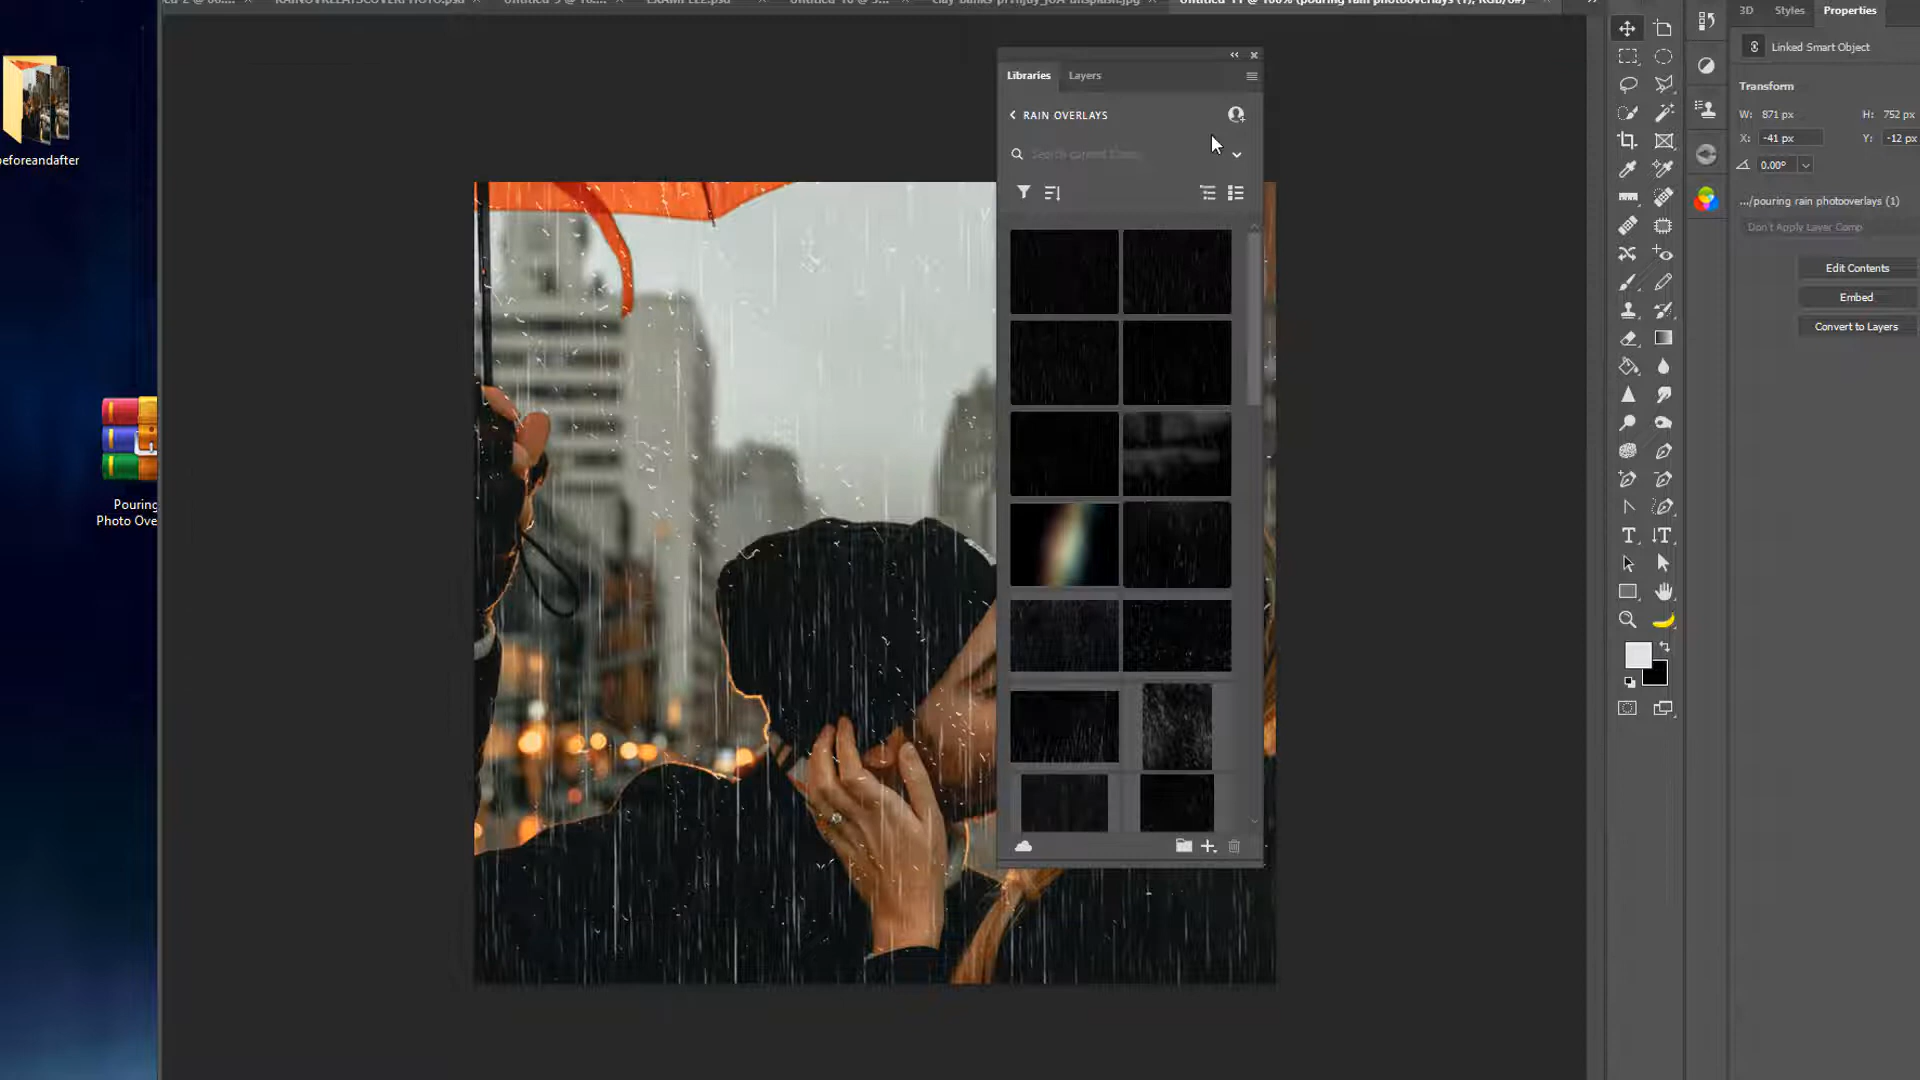 3D Styles Properties
Linked Smart Object
Libraries Layers
Transform
RAIN OVERLAYS
W: 871 px H: 752 px
X: -41 px Y: -12 px
0.00°
beforeandafter
.../pouring rain photooverlays (1)
Don't Apply Layer Comp
Edit Contents
Embed
Convert to Layers
Pouring
Photo Ove